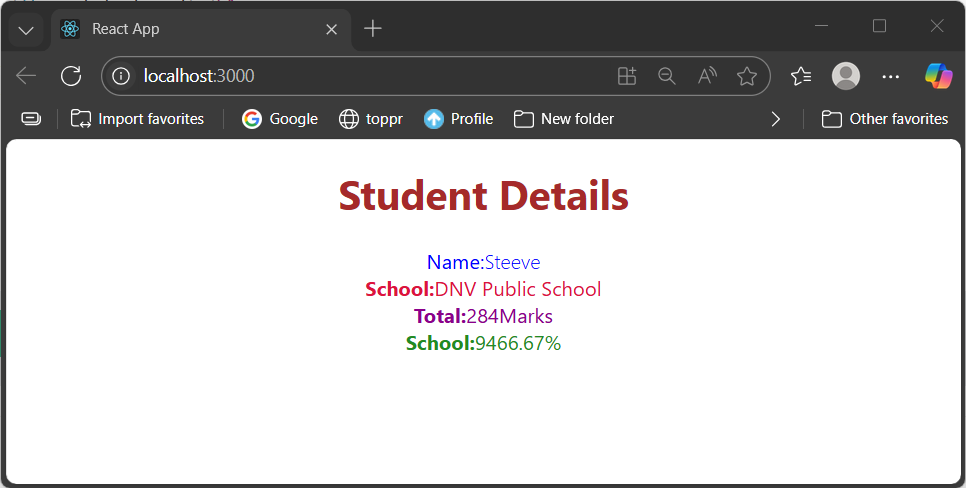 React App
localhost:3000
Import favorites Google toppr Profile New folder Other favorites
Student Details
Name:Steeve
School:DNV Public School
Total:284Marks
School:9466.67%